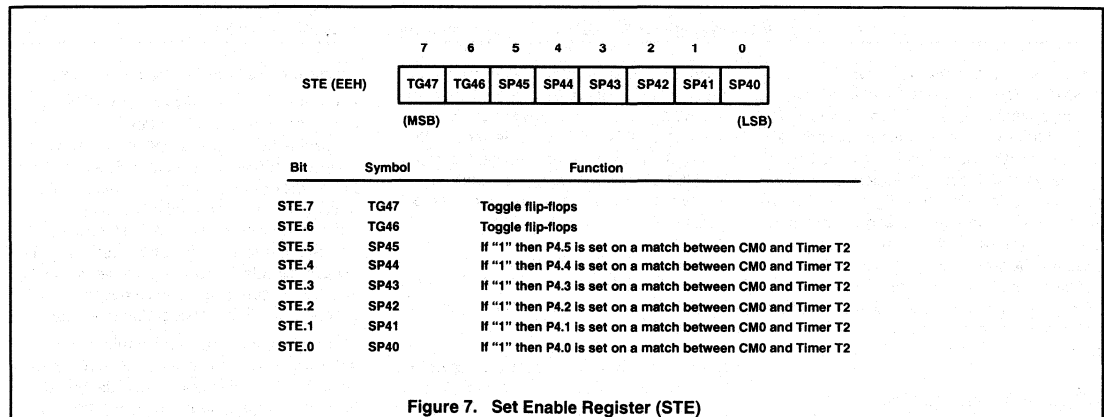 7 6 5 4 3 2 1 0
STE (EEH) TG47 TG46 SP45 SP44 SP43 SP42 SP41 SP40
(MSB) (LSB)
Bit Symbol Function
STE.7 TG47 Toggle flip-flops
STE.6 TG46 Toggle flip-flops
STE.5 SP45 If “1” then P4.5 is set on a match between CM0 and Timer T2
STE.4 SP44 If “1” then P4.4 is set on a match between CM0 and Timer T2
STE.3 SP43 If “1” then P4.3 is set on a match between CM0 and Timer T2
STE.2 SP42 If “1” then P4.2 is set on a match between CM0 and Timer T2
STE.1 SP41 If “1” then P4.1 is set on a match between CM0 and Timer T2
STE.0 SP40 If “1” then P4.0 is set on a match between CM0 and Timer T2
Figure 7. Set Enable Register (STE)